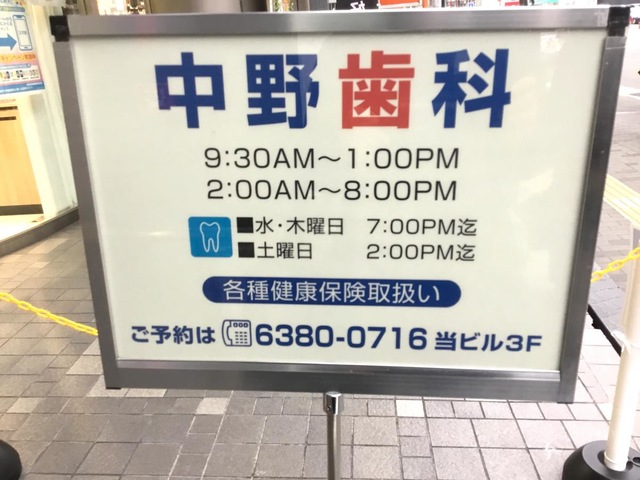 中野歯科
9:30AM〜1:00PM
2:00AM〜8:00PM
■水・木曜日 7:00PM迄
■土曜日 2:00PM迄
各種健康保険取扱い
ご予約は 6380-0716 当ビル3F